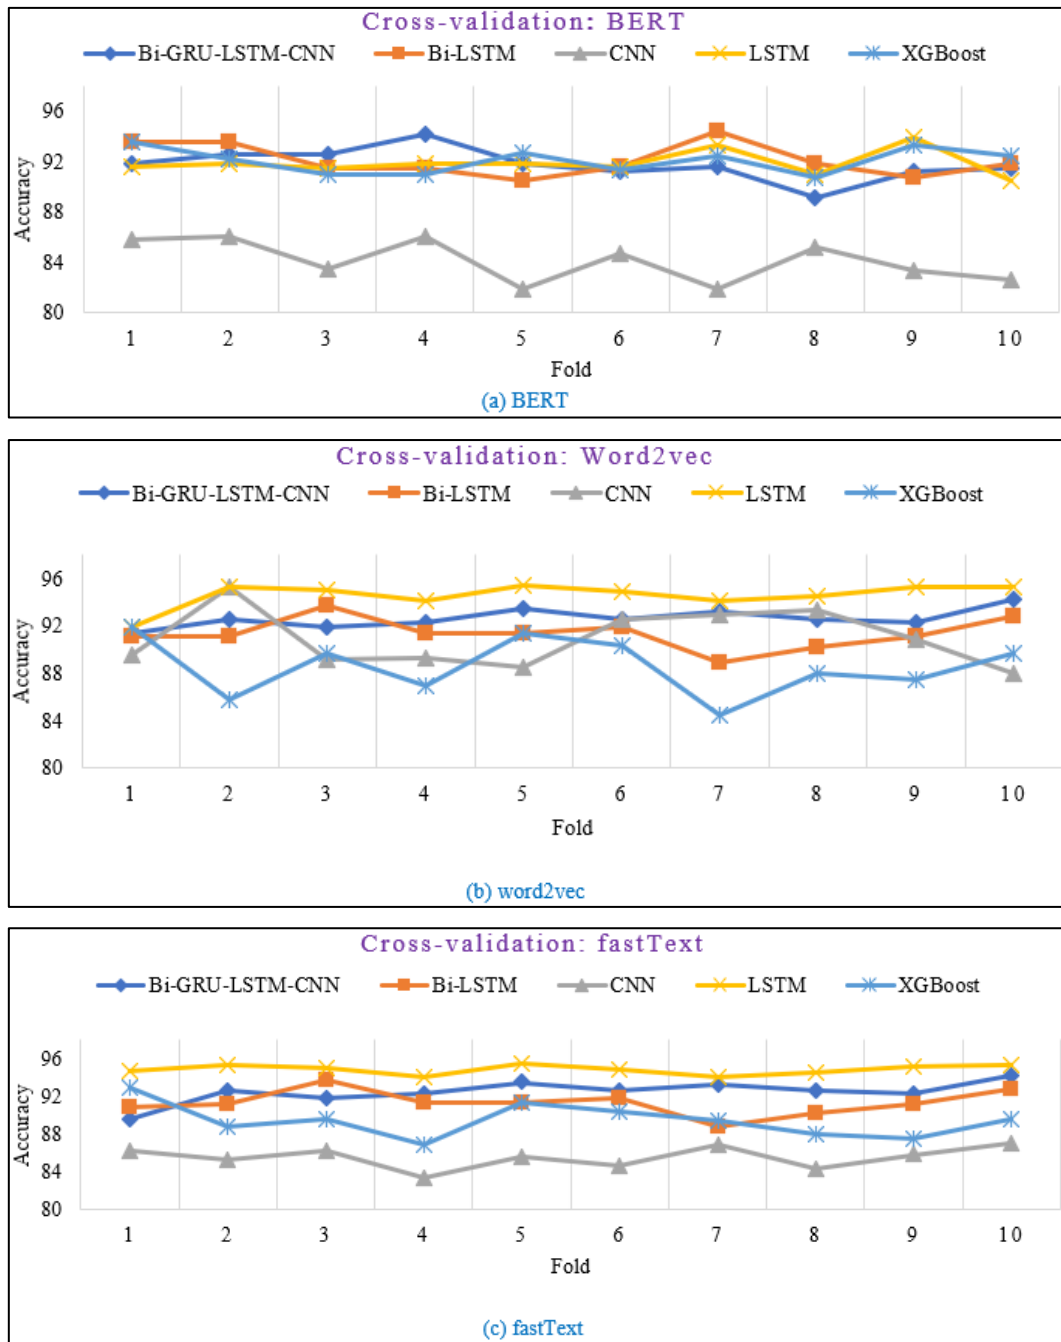 Cross-validation: BERT
Bi-GRU-LSTM-CNN Bi-LSTM CNN LSTM XGBoost
96
92
88
84
80
Accuracy
1 2 3 4 5 6 7 8 9 10
Fold
(a) BERT
Cross-validation: Word2vec
Bi-GRU-LSTM-CNN Bi-LSTM CNN LSTM XGBoost
96
92
88
84
80
Accuracy
1 2 3 4 5 6 7 8 9 10
Fold
(b) word2vec
Cross-validation: fastText
Bi-GRU-LSTM-CNN Bi-LSTM CNN LSTM XGBoost
96
92
88
84
80
Accuracy
1 2 3 4 5 6 7 8 9 10
Fold
(c) fastText